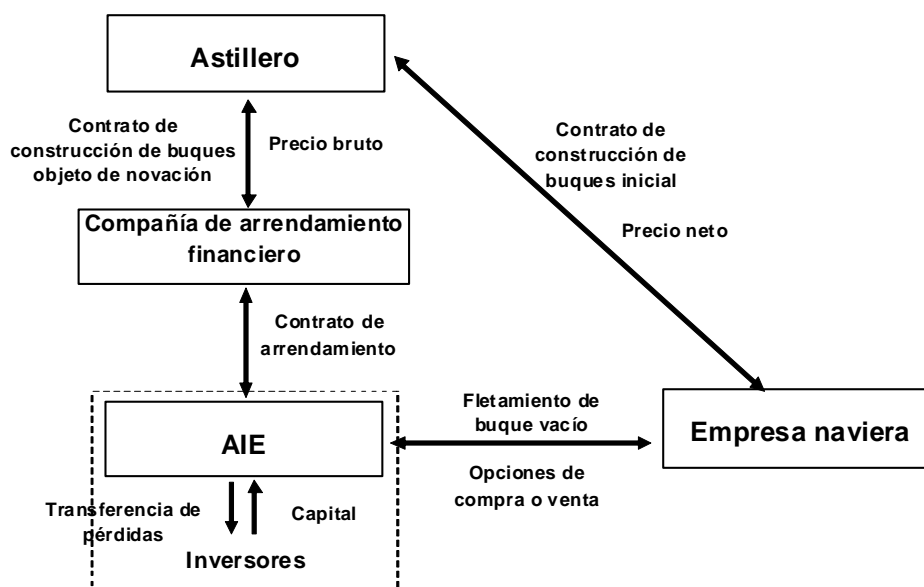 Astillero
Contrato de
construcción de buques
objeto de novación
Precio bruto
Contrato de
construcción de
buques inicial
Precio neto
Compañía de arrendamiento
financiero
Contrato de
arrendamiento
AIE
Fletamiento de
buque vacío
Opciones de
compra o venta
Empresa naviera
Transferencia de
pérdidas
Capital
Inversores